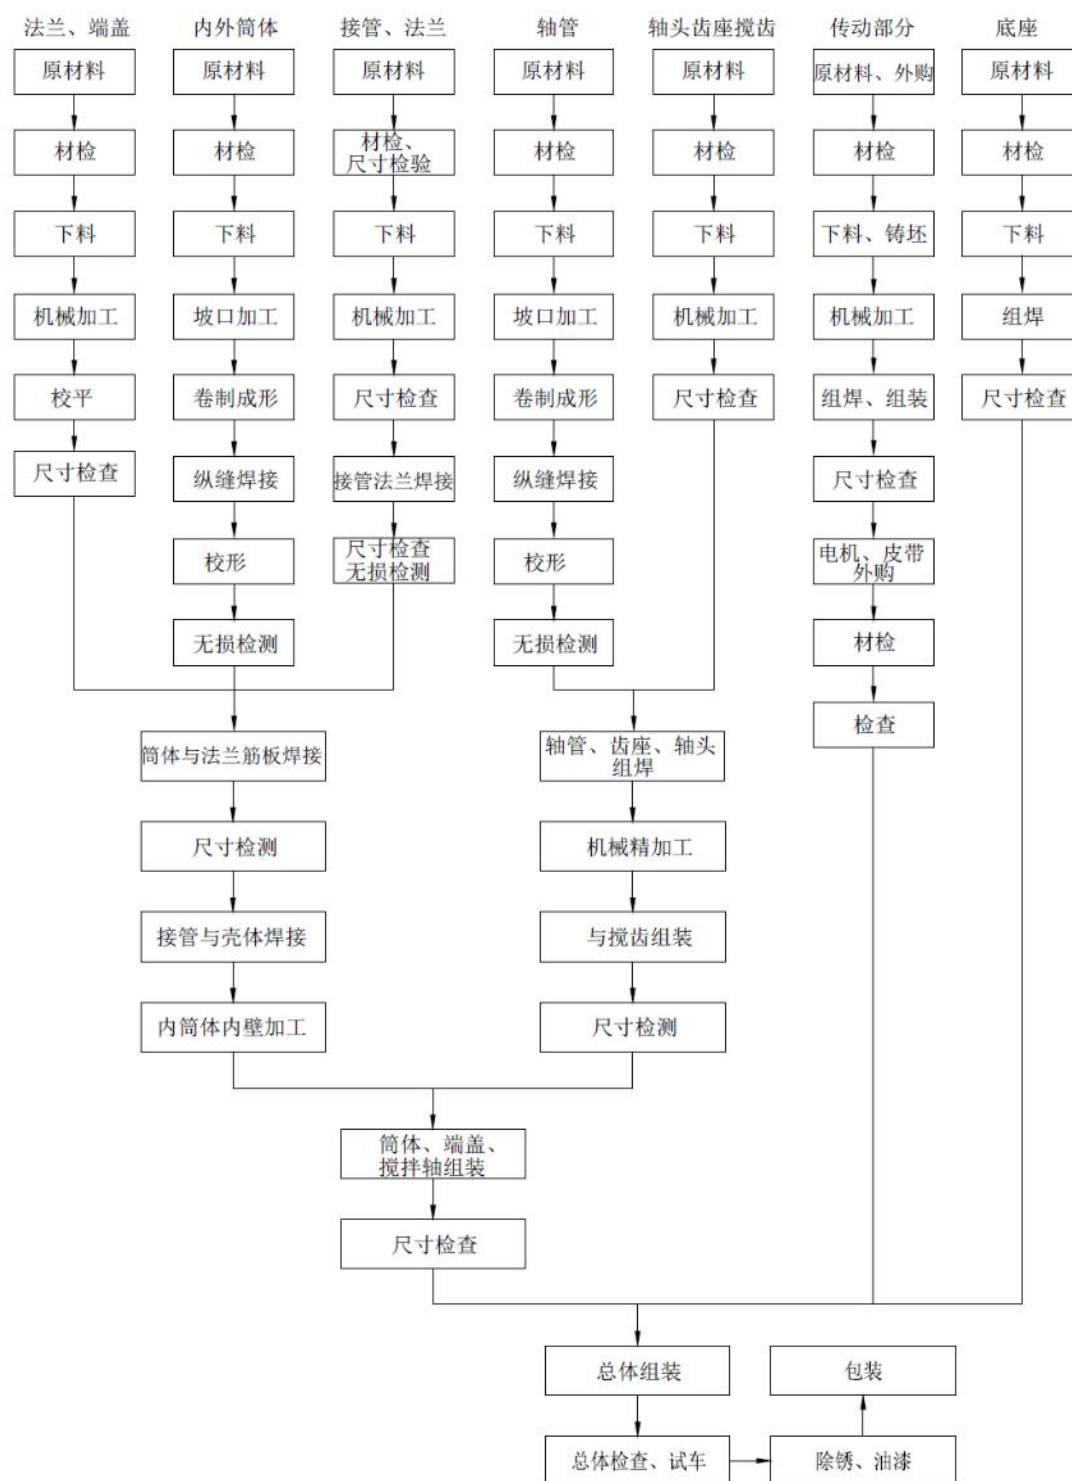 法兰、端盖
内外筒体
接管、法兰
轴管
轴头齿座搅齿
传动部分
底座
原材料
原材料
原材料
原材料
原材料
原材料、外购
原材料
材检
材检
材检、
尺寸检验
材检
材检
材检
材检
下料
下料
下料
下料
下料
下料、铸坯
下料
机械加工
坡口加工
机械加工
坡口加工
机械加工
机械加工
组焊
校平
卷制成形
尺寸检查
卷制成形
尺寸检查
组焊、组装
尺寸检查
尺寸检查
纵缝焊接
接管法兰焊接
纵缝焊接
尺寸检查
校形
尺寸检查
无损检测
校形
电机、皮带
外购
无损检测
无损检测
材检
检查
筒体与法兰筋板焊接
轴管、齿座、轴头
组焊
尺寸检测
机械精加工
接管与壳体焊接
与搅齿组装
内筒体内壁加工
尺寸检测
筒体、端盖、
搅拌轴组装
尺寸检查
总体组装
包装
总体检查、试车
除锈、油漆